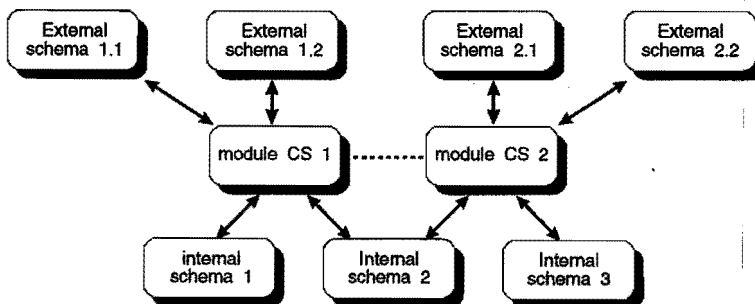 External
schema 1.1
External
schema 1.2
External
schema 2.1
External
schema 2.2
module CS 1
module CS 2
internal
schema 1
Internal
schema 2
Internal
schema 3